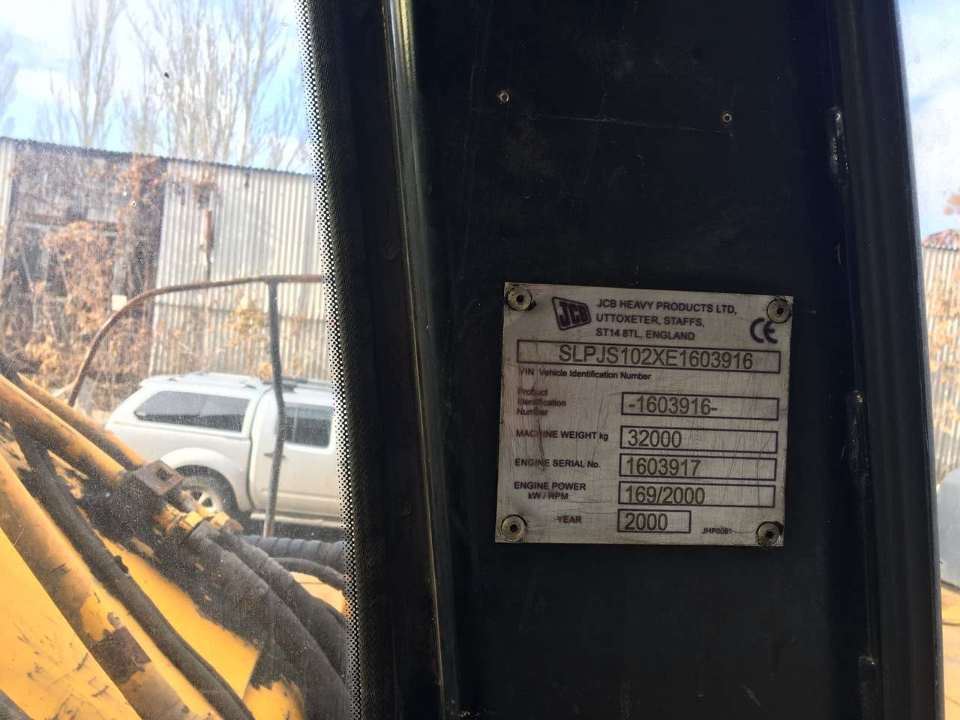 JCB
JCB HEAVY PRODUCTS LTD,
UTTOXETER, STAFFS,
ST14 8TL, ENGLAND
CE
SLPJS102XE1603916
VIN Vehicle Identification Number
Product Identification Number
-1603916-
MACHINE WEIGHT kg 32000
ENGINE SERIAL No. 1603917
ENGINE POWER kW / RPM 169/2000
YEAR 2000